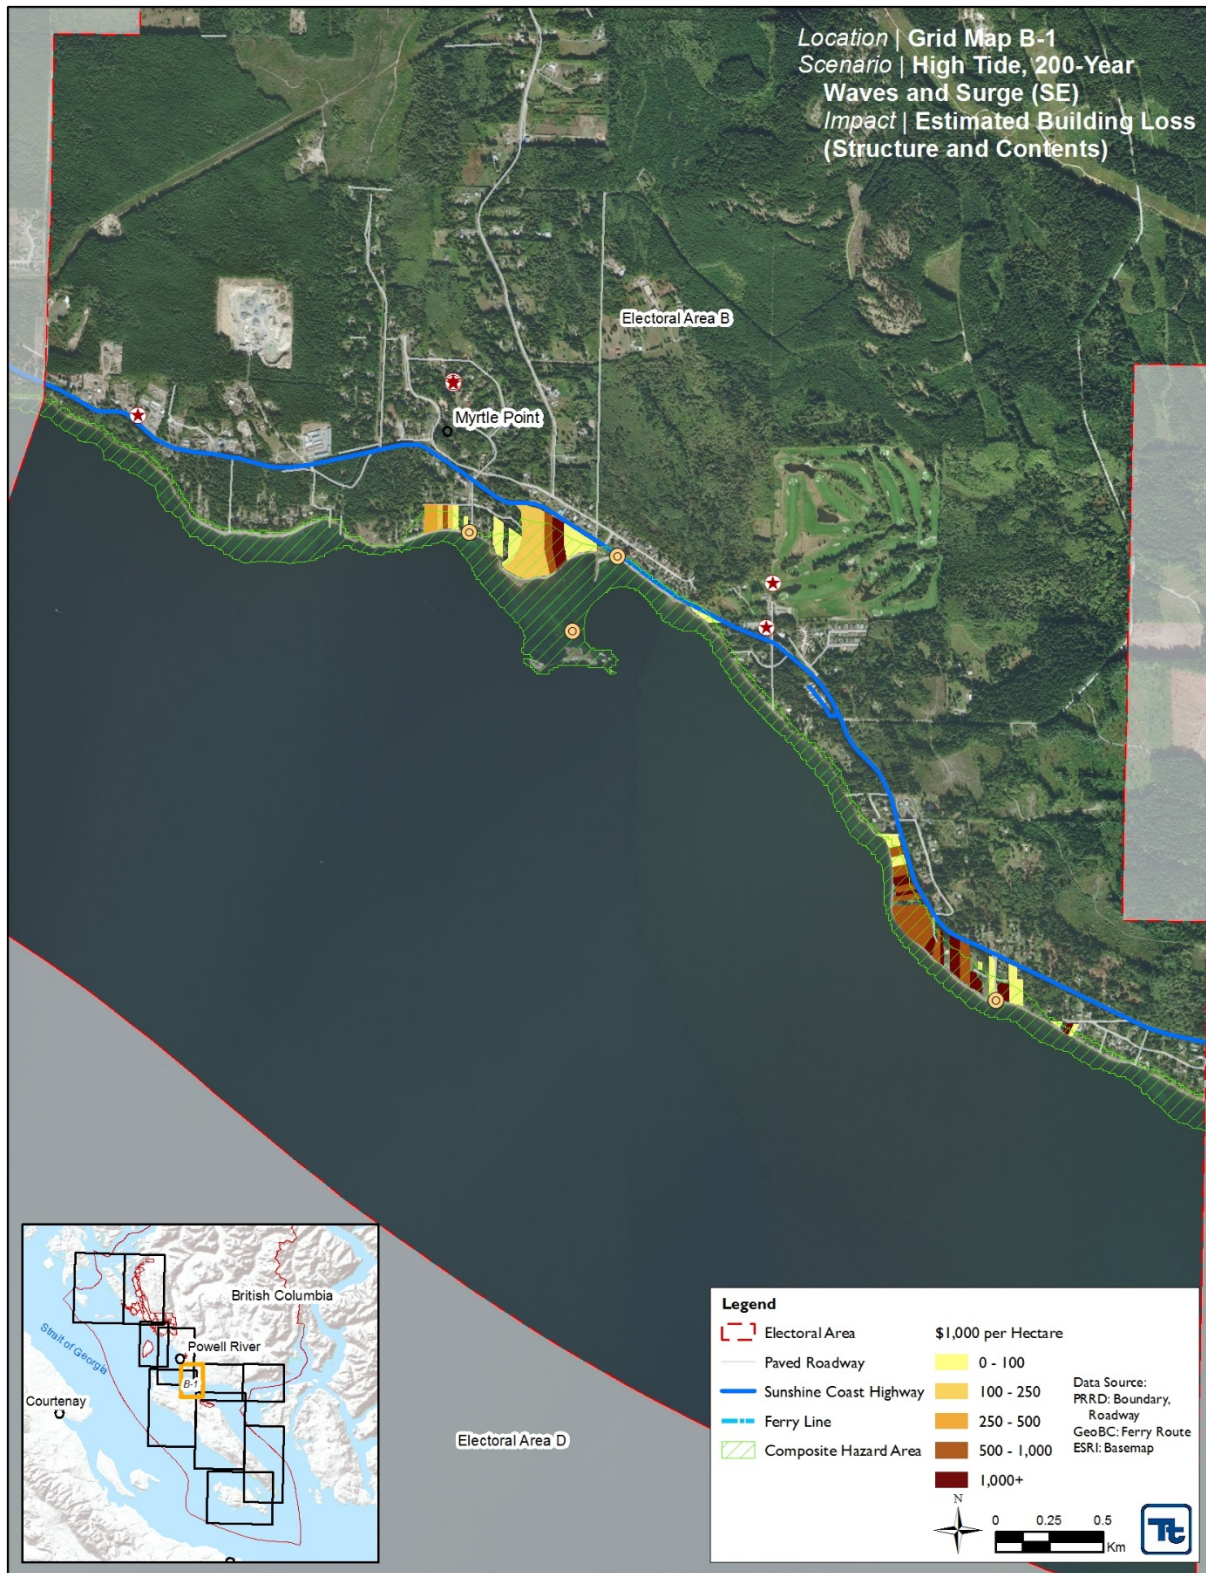 Location | Grid Map B-1
Scenario | High Tide, 200-Year
Waves and Surge (SE)
Impact | Estimated Building Loss
(Structure and Contents)
Electoral Area B
Myrtle Point
British Columbia
Strait of Georgia
Powell River
B-1
Courtenay
Electoral Area D
Legend
Electoral Area
Paved Roadway
Sunshine Coast Highway
Ferry Line
Composite Hazard Area
$1,000 per Hectare
0 - 100
100 - 250
250 - 500
500 - 1,000
1,000+
Data Source:
PRRD: Boundary,
Roadway
GeoBC: Ferry Route
ESRI: Basemap
N
0 0.25 0.5
Km
Tt